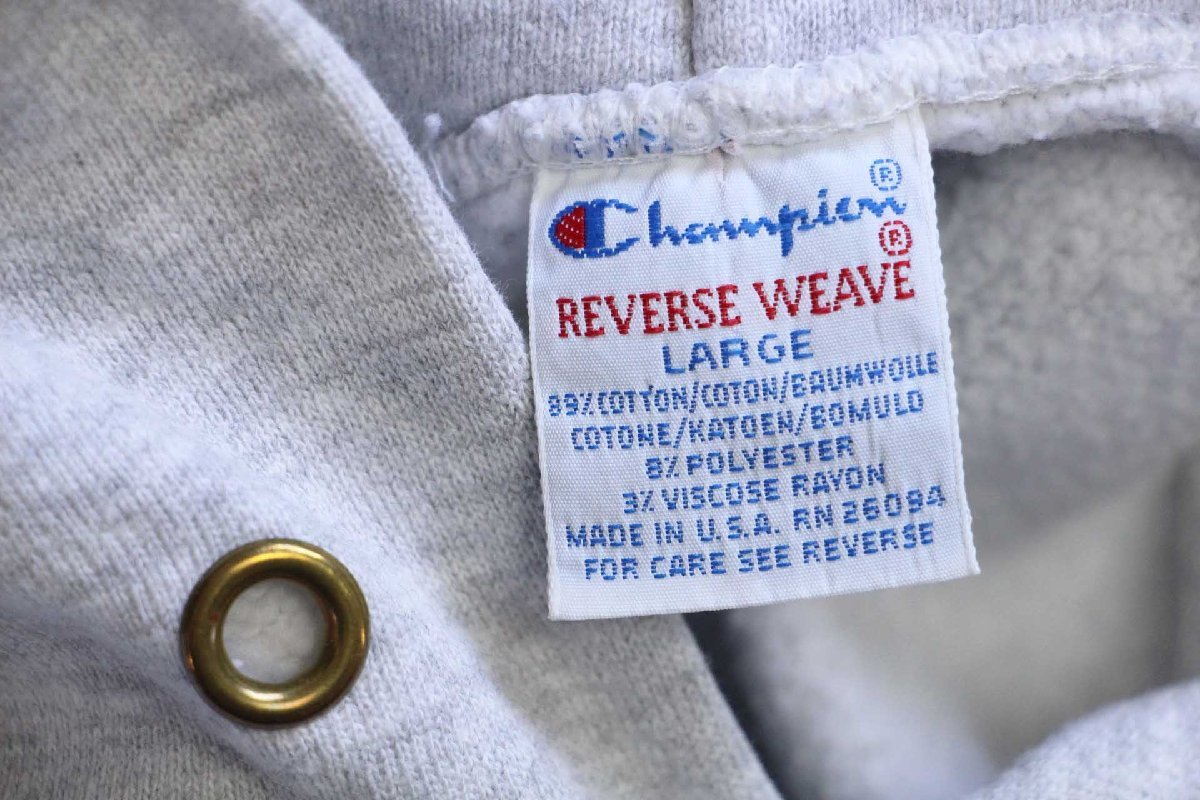 Champion®
REVERSE WEAVE®
LARGE
89% COTTON/COTON/BAUMWOLLE
COTONE/KATOEN/BOMULD
8% POLYESTER
3% VISCOSE RAYON
MADE IN U.S.A. RN 26094
FOR CARE SEE REVERSE